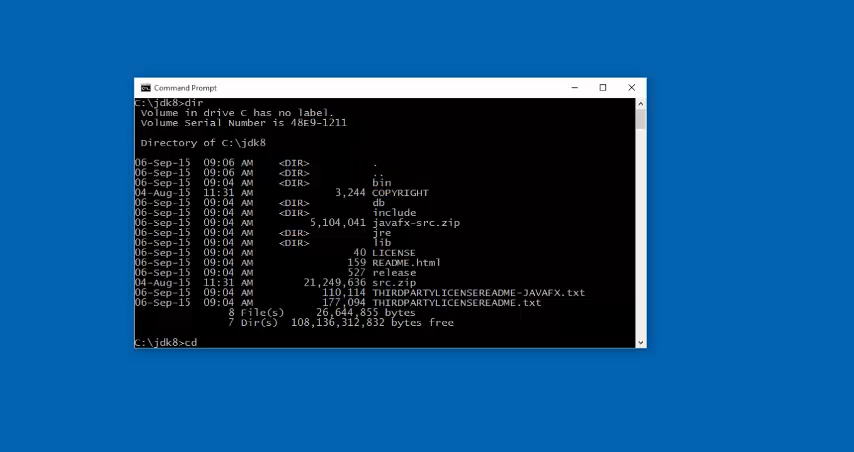 Command Prompt
C:\jdk8>dir
Volume in drive C has no label.
Volume Serial Number is 48E9-1211
Directory of C:\jdk8
06-Sep-15 09:06 AM <DIR> .
06-Sep-15 09:06 AM <DIR> ..
06-Sep-15 09:04 AM <DIR> bin
04-Aug-15 11:31 AM 3,244 COPYRIGHT
06-Sep-15 09:04 AM <DIR> db
06-Sep-15 09:04 AM <DIR> include
06-Sep-15 09:04 AM 5,104,041 javafx-src.zip
06-Sep-15 09:04 AM <DIR> jre
06-Sep-15 09:04 AM <DIR> lib
06-Sep-15 09:04 AM 40 LICENSE
06-Sep-15 09:04 AM 159 README.html
06-Sep-15 09:04 AM 527 release
04-Aug-15 11:31 AM 21,249,636 src.zip
06-Sep-15 09:04 AM 110,114 THIRDPARTYLICENSEREADME-JAVAFX.txt
06-Sep-15 09:04 AM 177,094 THIRDPARTYLICENSEREADME.txt
8 File(s) 26,644,855 bytes
7 Dir(s) 108,136,312,832 bytes free
C:\jdk8>cd